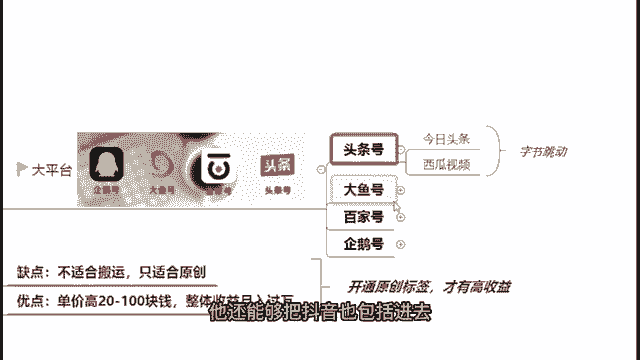 大平台
企鹅号
大鱼号
头条
头条号
头条号
今日头条
西瓜视频
字节跳动
大鱼号
百家号
企鹅号
缺点：不适合搬运，只适合原创
优点：单价高20-100块钱，整体收益日入过万
开通原创标签，才有高收益
他还能够把抖音也包括进去